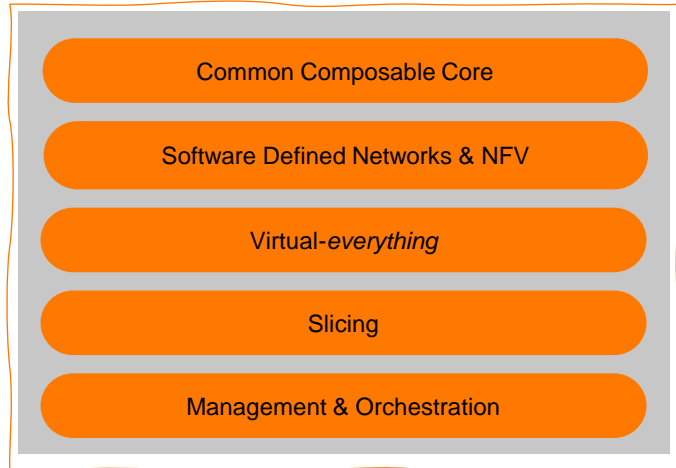 Common Composable Core
Software Defined Networks & NFV
Virtual-everything
Slicing
Management & Orchestration